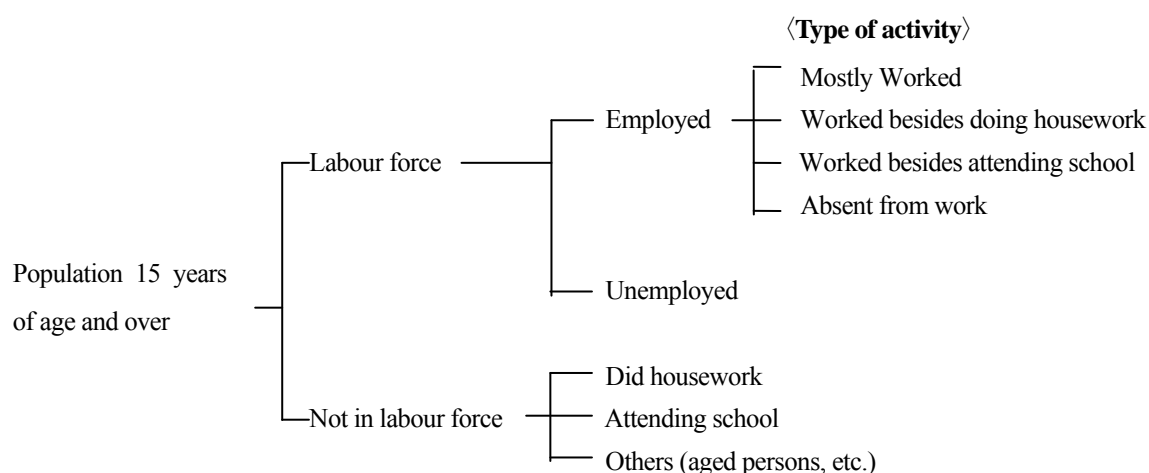 〈Type of activity〉
Mostly Worked
Employed
Worked besides doing housework
Labour force
Worked besides attending school
Absent from work
Population 15 years
of age and over
Unemployed
Did housework
Not in labour force
Attending school
Others (aged persons, etc.)